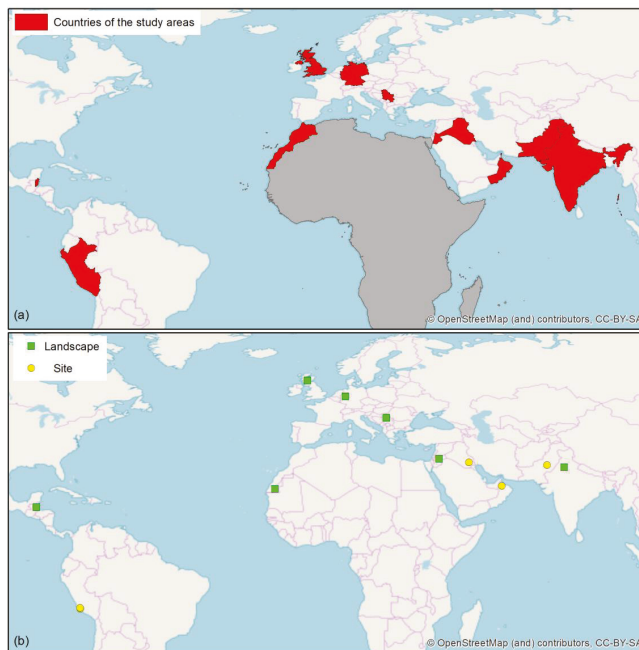 Countries of the study areas
(a)
© OpenStreetMap (and) contributors, CC-BY-SA
Landscape
Site
(b)
© OpenStreetMap (and) contributors, CC-BY-SA